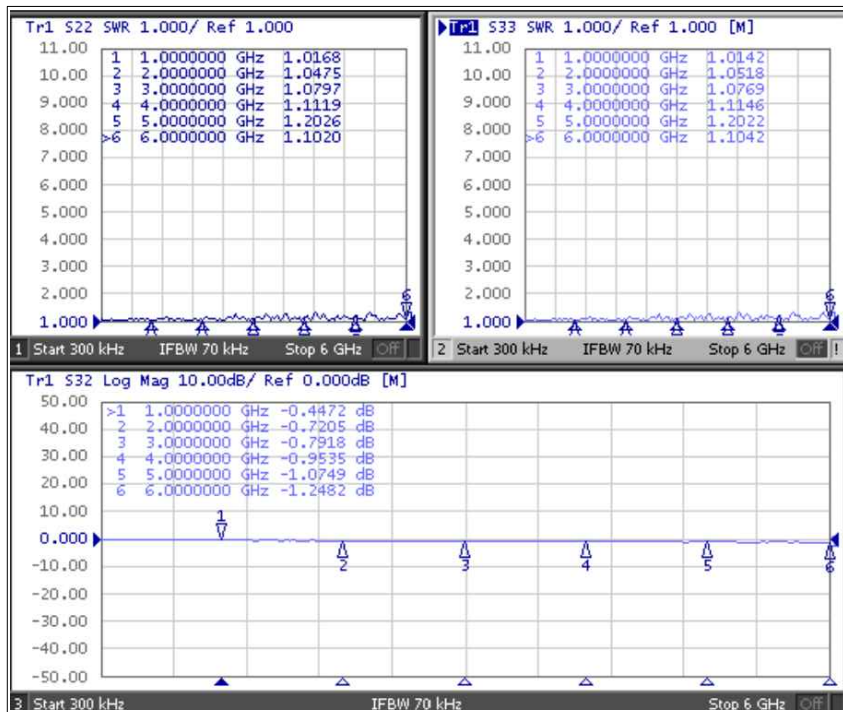 Tr1 S22 SWR 1.000/ Ref 1.000
11.00
10.00
9.000
8.000
7.000
6.000
5.000
4.000
3.000
2.000
1.000
1 1.0000000 GHz 1.0168
2 2.0000000 GHz 1.0475
3 3.0000000 GHz 1.0797
4 4.0000000 GHz 1.1119
5 5.0000000 GHz 1.2026
>6 6.0000000 GHz 1.1020
6
1 Start 300 kHz IFBW 70 kHz Stop 6 GHz Off
Tr1 S33 SWR 1.000/ Ref 1.000 [M]
11.00
10.00
9.000
8.000
7.000
6.000
5.000
4.000
3.000
2.000
1.000
1 1.0000000 GHz 1.0142
2 2.0000000 GHz 1.0518
3 3.0000000 GHz 1.0769
4 4.0000000 GHz 1.1146
5 5.0000000 GHz 1.2022
>6 6.0000000 GHz 1.1042
6
2 Start 300 kHz IFBW 70 kHz Stop 6 GHz Off !
Tr1 S32 Log Mag 10.00dB/ Ref 0.000dB [M]
50.00
40.00
30.00
20.00
10.00
0.000
-10.00
-20.00
-30.00
-40.00
-50.00
>1 1.0000000 GHz -0.4472 dB
2 2.0000000 GHz -0.7205 dB
3 3.0000000 GHz -0.7918 dB
4 4.0000000 GHz -0.9535 dB
5 5.0000000 GHz -1.0749 dB
6 6.0000000 GHz -1.2482 dB
1
2 3 4 5 6
3 Start 300 kHz IFBW 70 kHz Stop 6 GHz Off